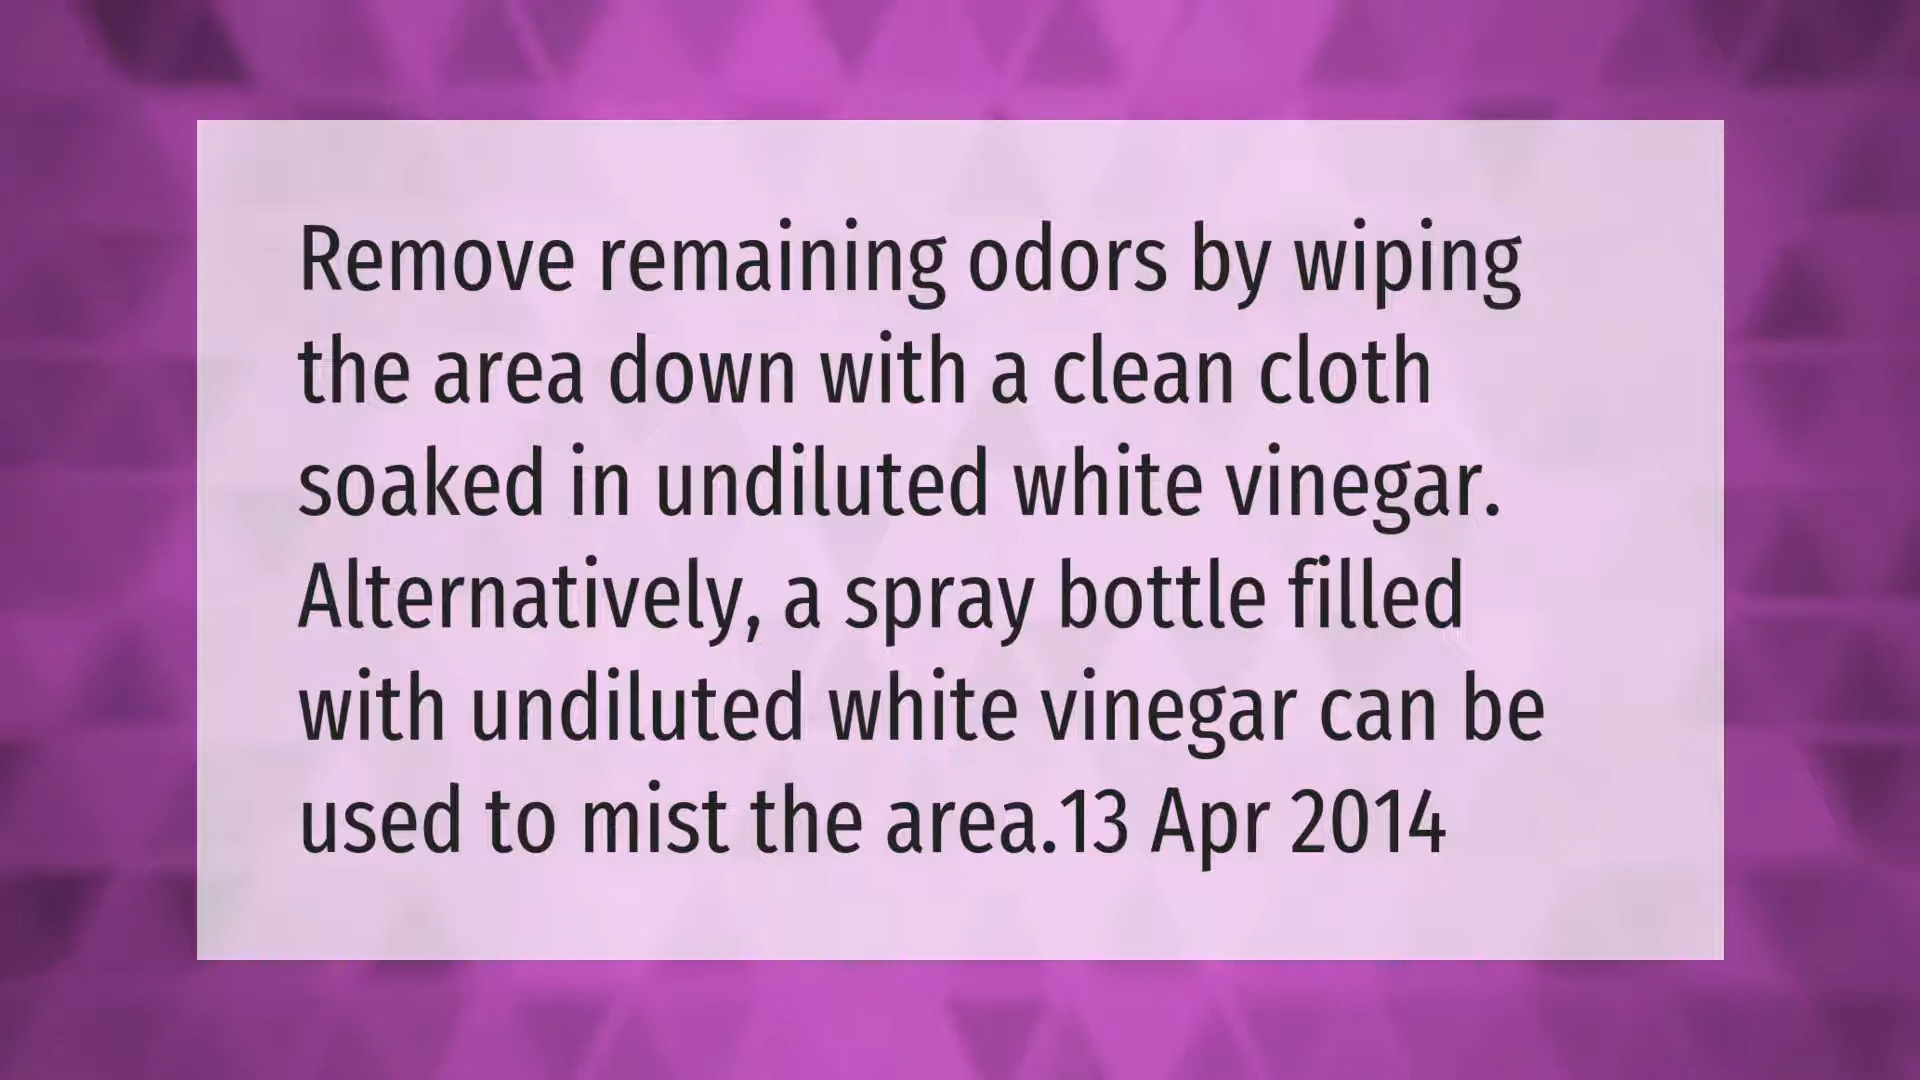 Remove remaining odors by wiping
the area down with a clean cloth
soaked in undiluted white vinegar.
Alternatively, a spray bottle filled
with undiluted white vinegar can be
used to mist the area.13 Apr 2014